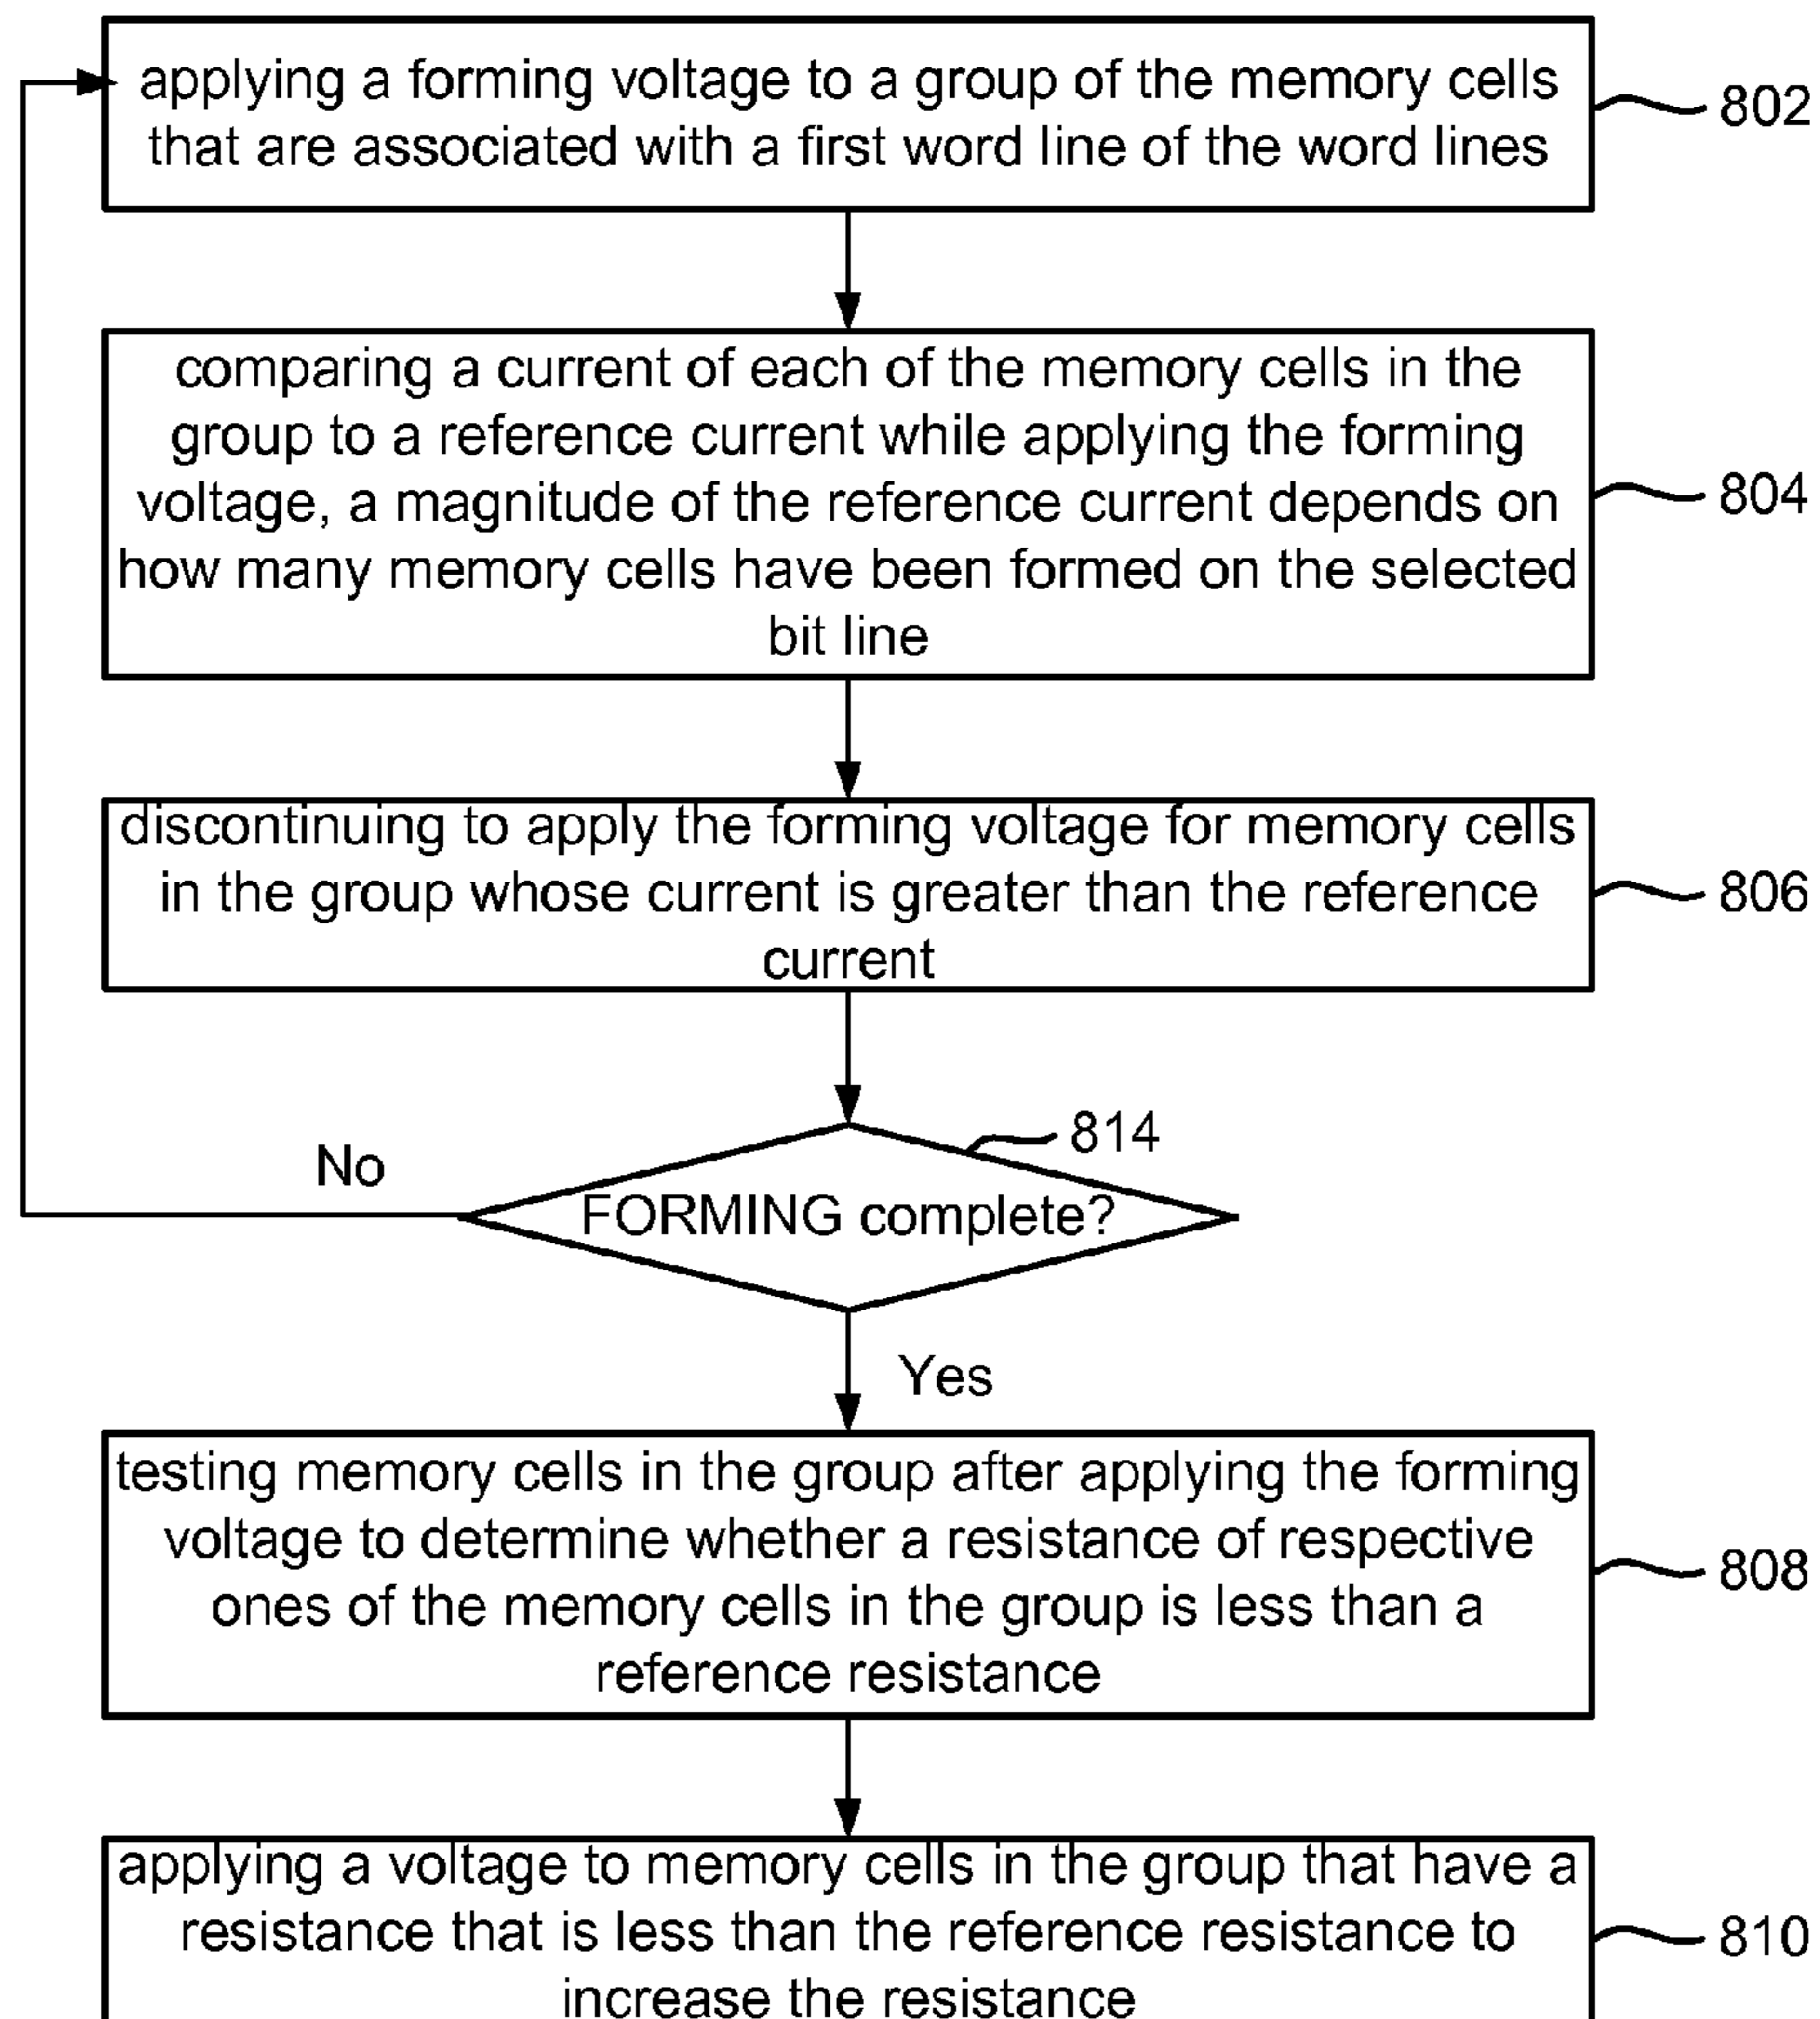 applying a forming voltage to a group of the memory cells
that are associated with a first word line of the word lines
802
comparing a current of each of the memory cells in the
group to a reference current while applying the forming
voltage, a magnitude of the reference current depends on
how many memory cells have been formed on the selected
bit line
804
discontinuing to apply the forming voltage for memory cells
in the group whose current is greater than the reference
current
806
814
No
FORMING complete?
Yes
testing memory cells in the group after applying the forming
voltage to determine whether a resistance of respective
ones of the memory cells in the group is less than a
reference resistance
808
applying a voltage to memory cells in the group that have a
resistance that is less than the reference resistance to
increase the resistance
810